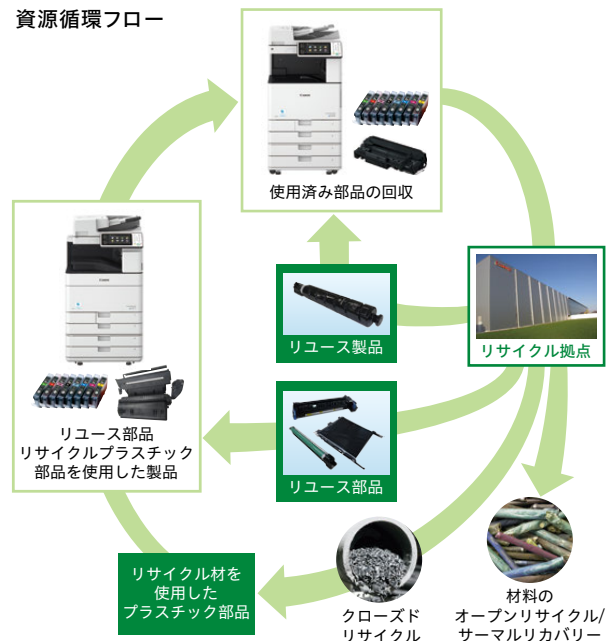 資源循環フロー
使用済み部品の回収
リサイクル拠点
リユース製品
リユース部品
リサイクルプラスチック
部品を使用した製品
リユース部品
リサイクル材を
使用した
プラスチック部品
クローズド
リサイクル
材料の
オープンリサイクル/
サーマルリカバリー